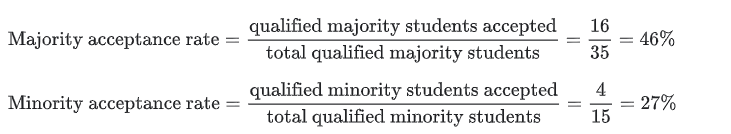 Majority acceptance rate = qualified majority students accepted / total qualified majority students = 16/35 = 46%
Minority acceptance rate = qualified minority students accepted / total qualified minority students = 4/15 = 27%